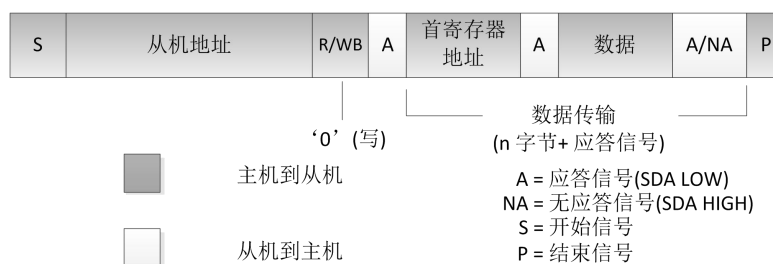 S 从机地址 R/WB A 首寄存器地址 A 数据 A/NA P
‘0’ (写)
数据传输
(n 字节+ 应答信号)
主机到从机
A = 应答信号(SDA LOW)
NA = 无应答信号(SDA HIGH)
S = 开始信号
从机到主机
P = 结束信号